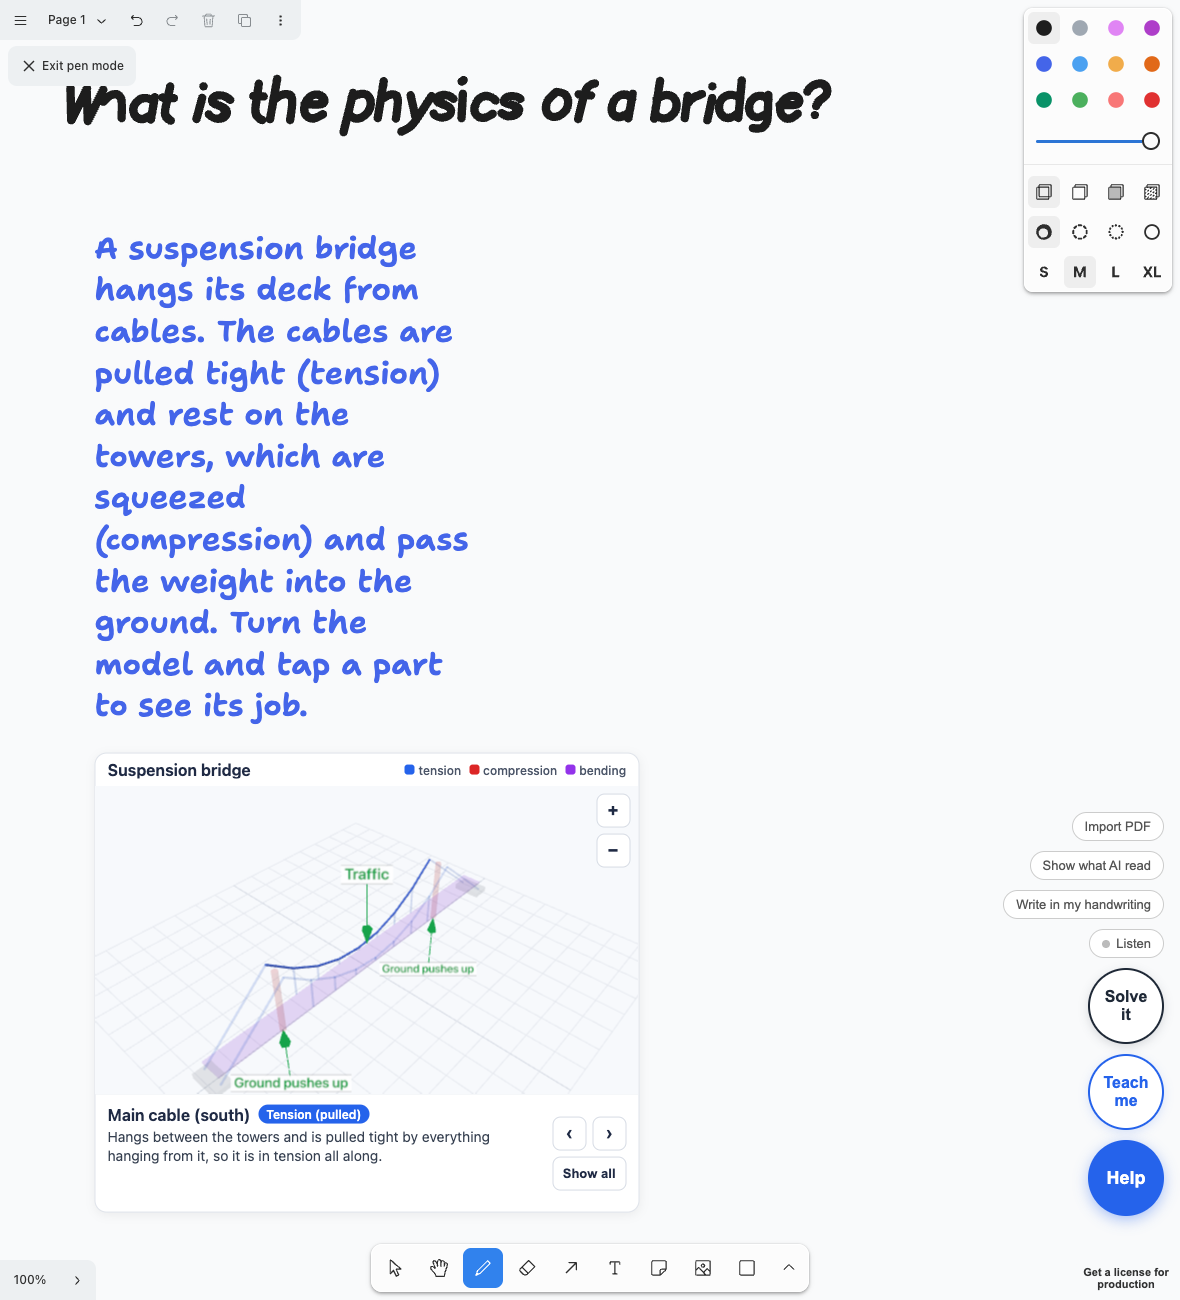 Page 1
Exit pen mode
What is the physics of a bridge?
A suspension bridge
hangs its deck from
cables. The cables are
pulled tight (tension)
and rest on the
towers, which are
squeezed
(compression) and pass
the weight into the
ground. Turn the
model and tap a part
to see its job.
Suspension bridge
tension compression bending
+
−
Traffic
Ground pushes up
Ground pushes up
Main cable (south) Tension (pulled)
Hangs between the towers and is pulled tight by everything
hanging from it, so it is in tension all along.
‹ ›
Show all
S M L XL
Import PDF
Show what AI read
Write in my handwriting
Listen
Solve
it
Teach
me
Help
100%
T
Get a license for
production